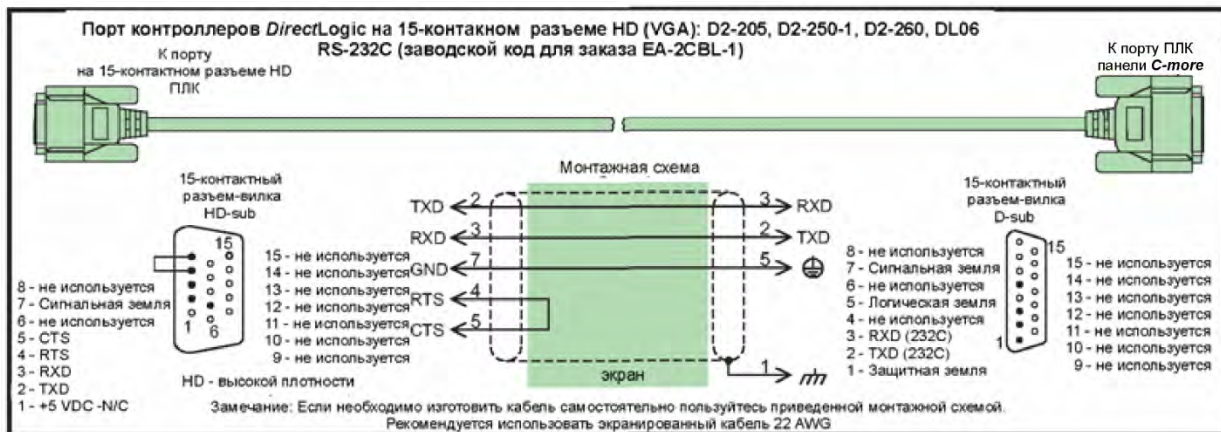 Порт контроллеров DirectLogic на 15-контакном разъеме HD (VGA): D2-205, D2-250-1, D2-260, DL06
RS-232C (заводской код для заказа EA-2CBL-1)
К порту
на 15-контактном разъеме HD
ПЛК
К порту ПЛК
панели C-more
15-контактный
разъем-вилка
HD-sub
15
1
6
8 - не используется
7 - Сигнальная земля
6 - не используется
5 - CTS
4 - RTS
3 - RXD
2 - TXD
1 - +5 VDC -N/C
15 - не используется
14 - не используется
13 - не используется
12 - не используется
11 - не используется
10 - не используется
9 - не используется
HD - высокой плотности
Монтажная схема
TXD 2 3 RXD
RXD 3 2 TXD
GND 7 5
RTS 4
CTS 5
1
экран
15-контактный
разъем-вилка
D-sub
15
1
8 - не используется
7 - Сигнальная земля
6 - не используется
5 - Логическая земля
4 - не используется
3 - RXD (232C)
2 - TXD (232C)
1 - Защитная земля
15 - не используется
14 - не используется
13 - не используется
12 - не используется
11 - не используется
10 - не используется
9 - не используется
Замечание: Если необходимо изготовить кабель самостоятельно пользуйтесь приведенной монтажной схемой.
Рекомендуется использовать экранированный кабель 22 AWG